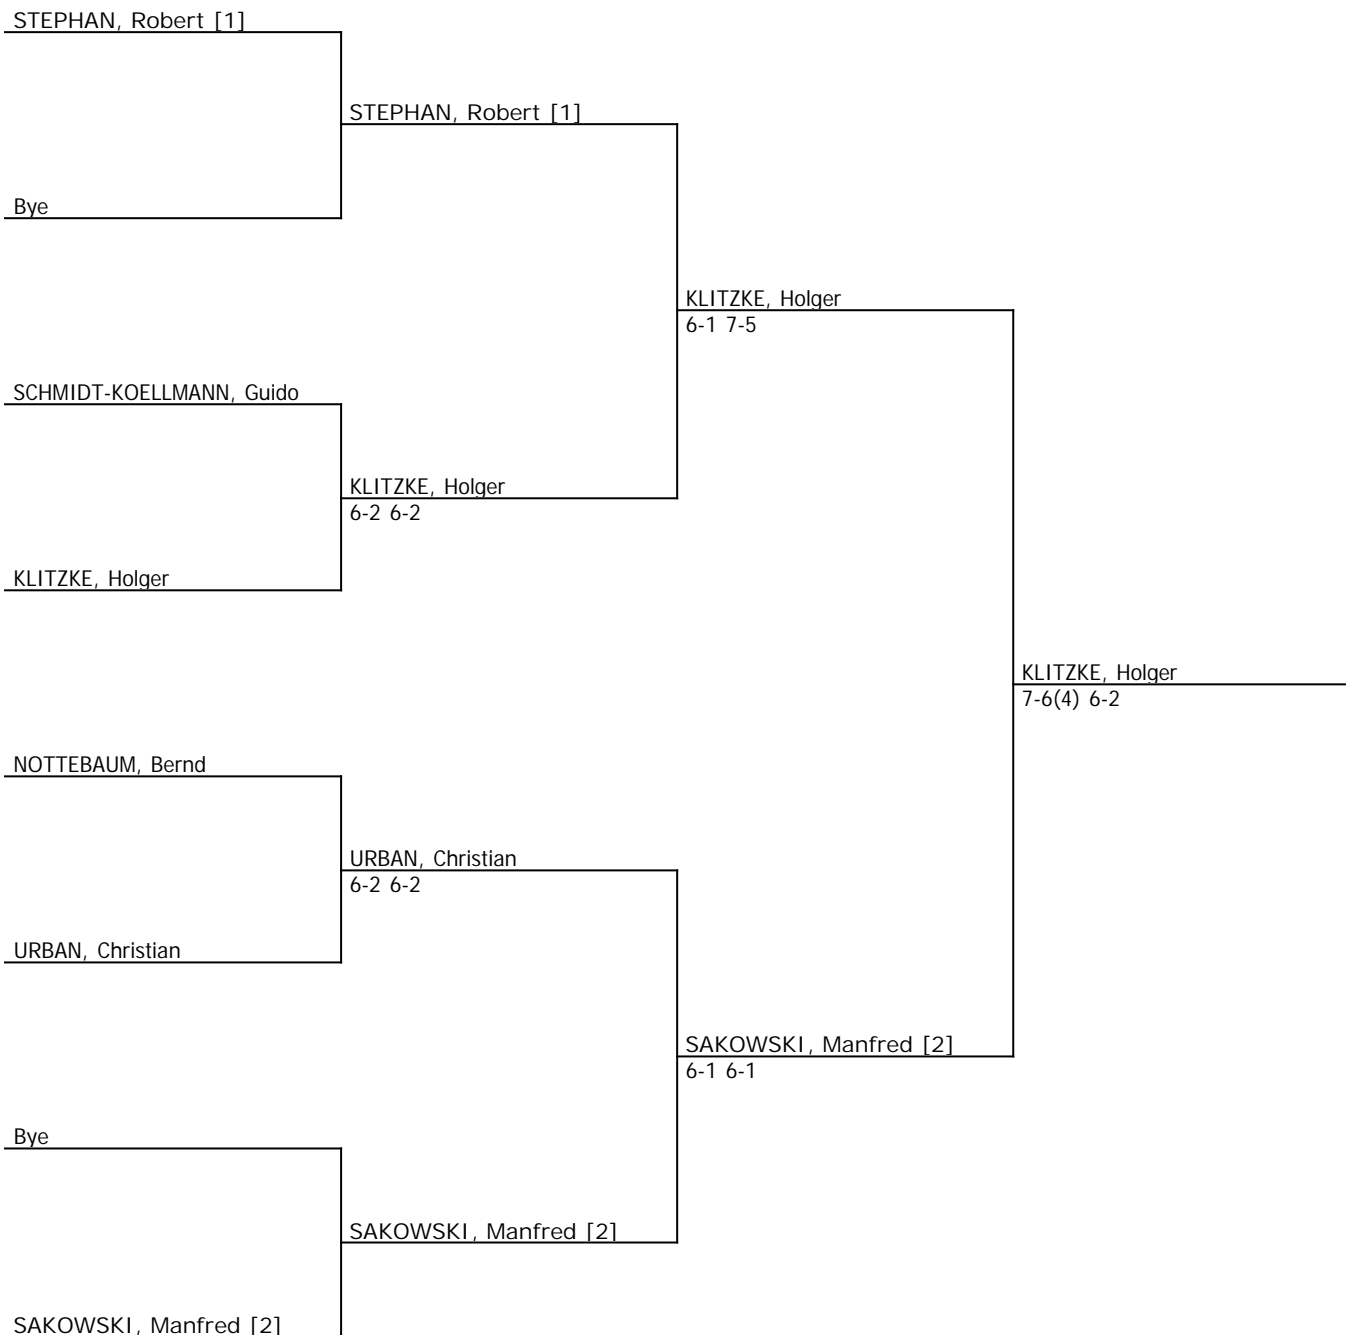 STEPHAN, Robert [1]
STEPHAN, Robert [1]
Bye
KLITZKE, Holger
6-1 7-5
SCHMIDT-KOELLMANN, Guido
KLITZKE, Holger
6-2 6-2
KLITZKE, Holger
KLITZKE, Holger
7-6(4) 6-2
NOTTEBAUM, Bernd
URBAN, Christian
6-2 6-2
URBAN, Christian
SAKOWSKI, Manfred [2]
6-1 6-1
Bye
SAKOWSKI, Manfred [2]
SAKOWSKI, Manfred [2]